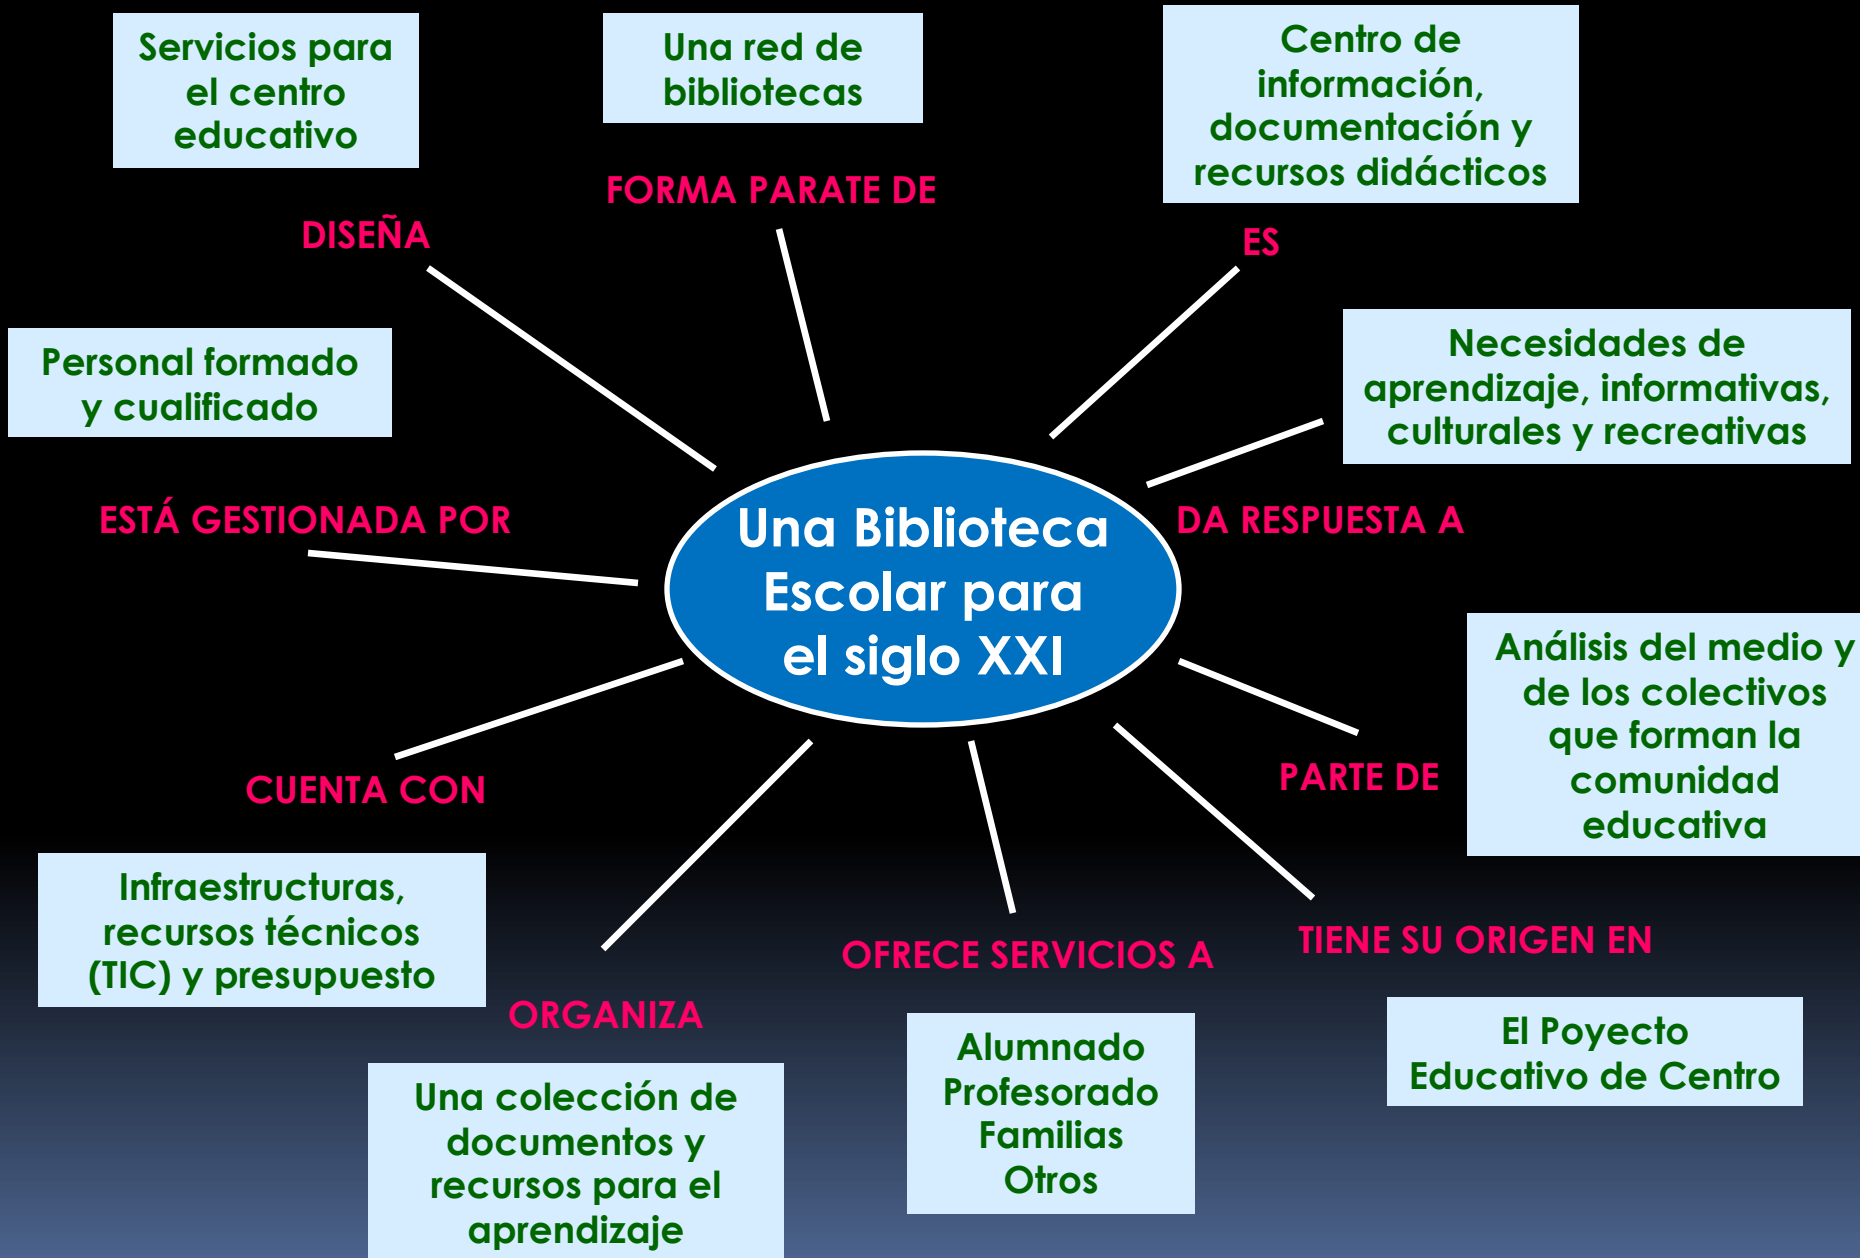 Servicios para
el centro
educativo
DISEÑA
Una red de
bibliotecas
FORMA PARATE DE
Centro de
información,
documentación y
recursos didácticos
ES
Personal formado
y cualificado
ESTÁ GESTIONADA POR
Necesidades de
aprendizaje, informativas,
culturales y recreativas
DA RESPUESTA A
Una Biblioteca
Escolar para
el siglo XXI
Análisis del medio y
de los colectivos
que forman la
comunidad
educativa
PARTE DE
CUENTA CON
Infraestructuras,
recursos técnicos
(TIC) y presupuesto
ORGANIZA
Una colección de
documentos y
recursos para el
aprendizaje
OFRECE SERVICIOS A
Alumnado
Profesorado
Familias
Otros
TIENE SU ORIGEN EN
El Poyecto
Educativo de Centro